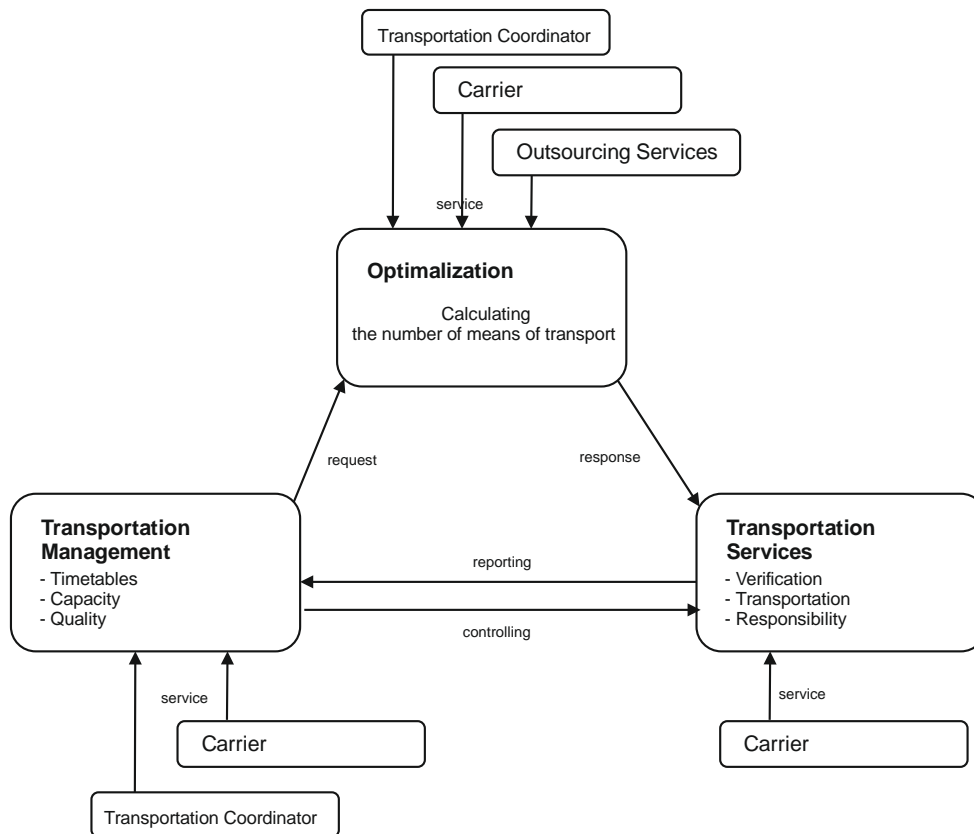 Transportation Coordinator
Carrier
Outsourcing Services
service
Optimalization
Calculating
the number of means of transport
request
response
Transportation
Management
- Timetables
- Capacity
- Quality
reporting
controlling
Transportation
Services
- Verification
- Transportation
- Responsibility
service
Carrier
Transportation Coordinator
service
Carrier